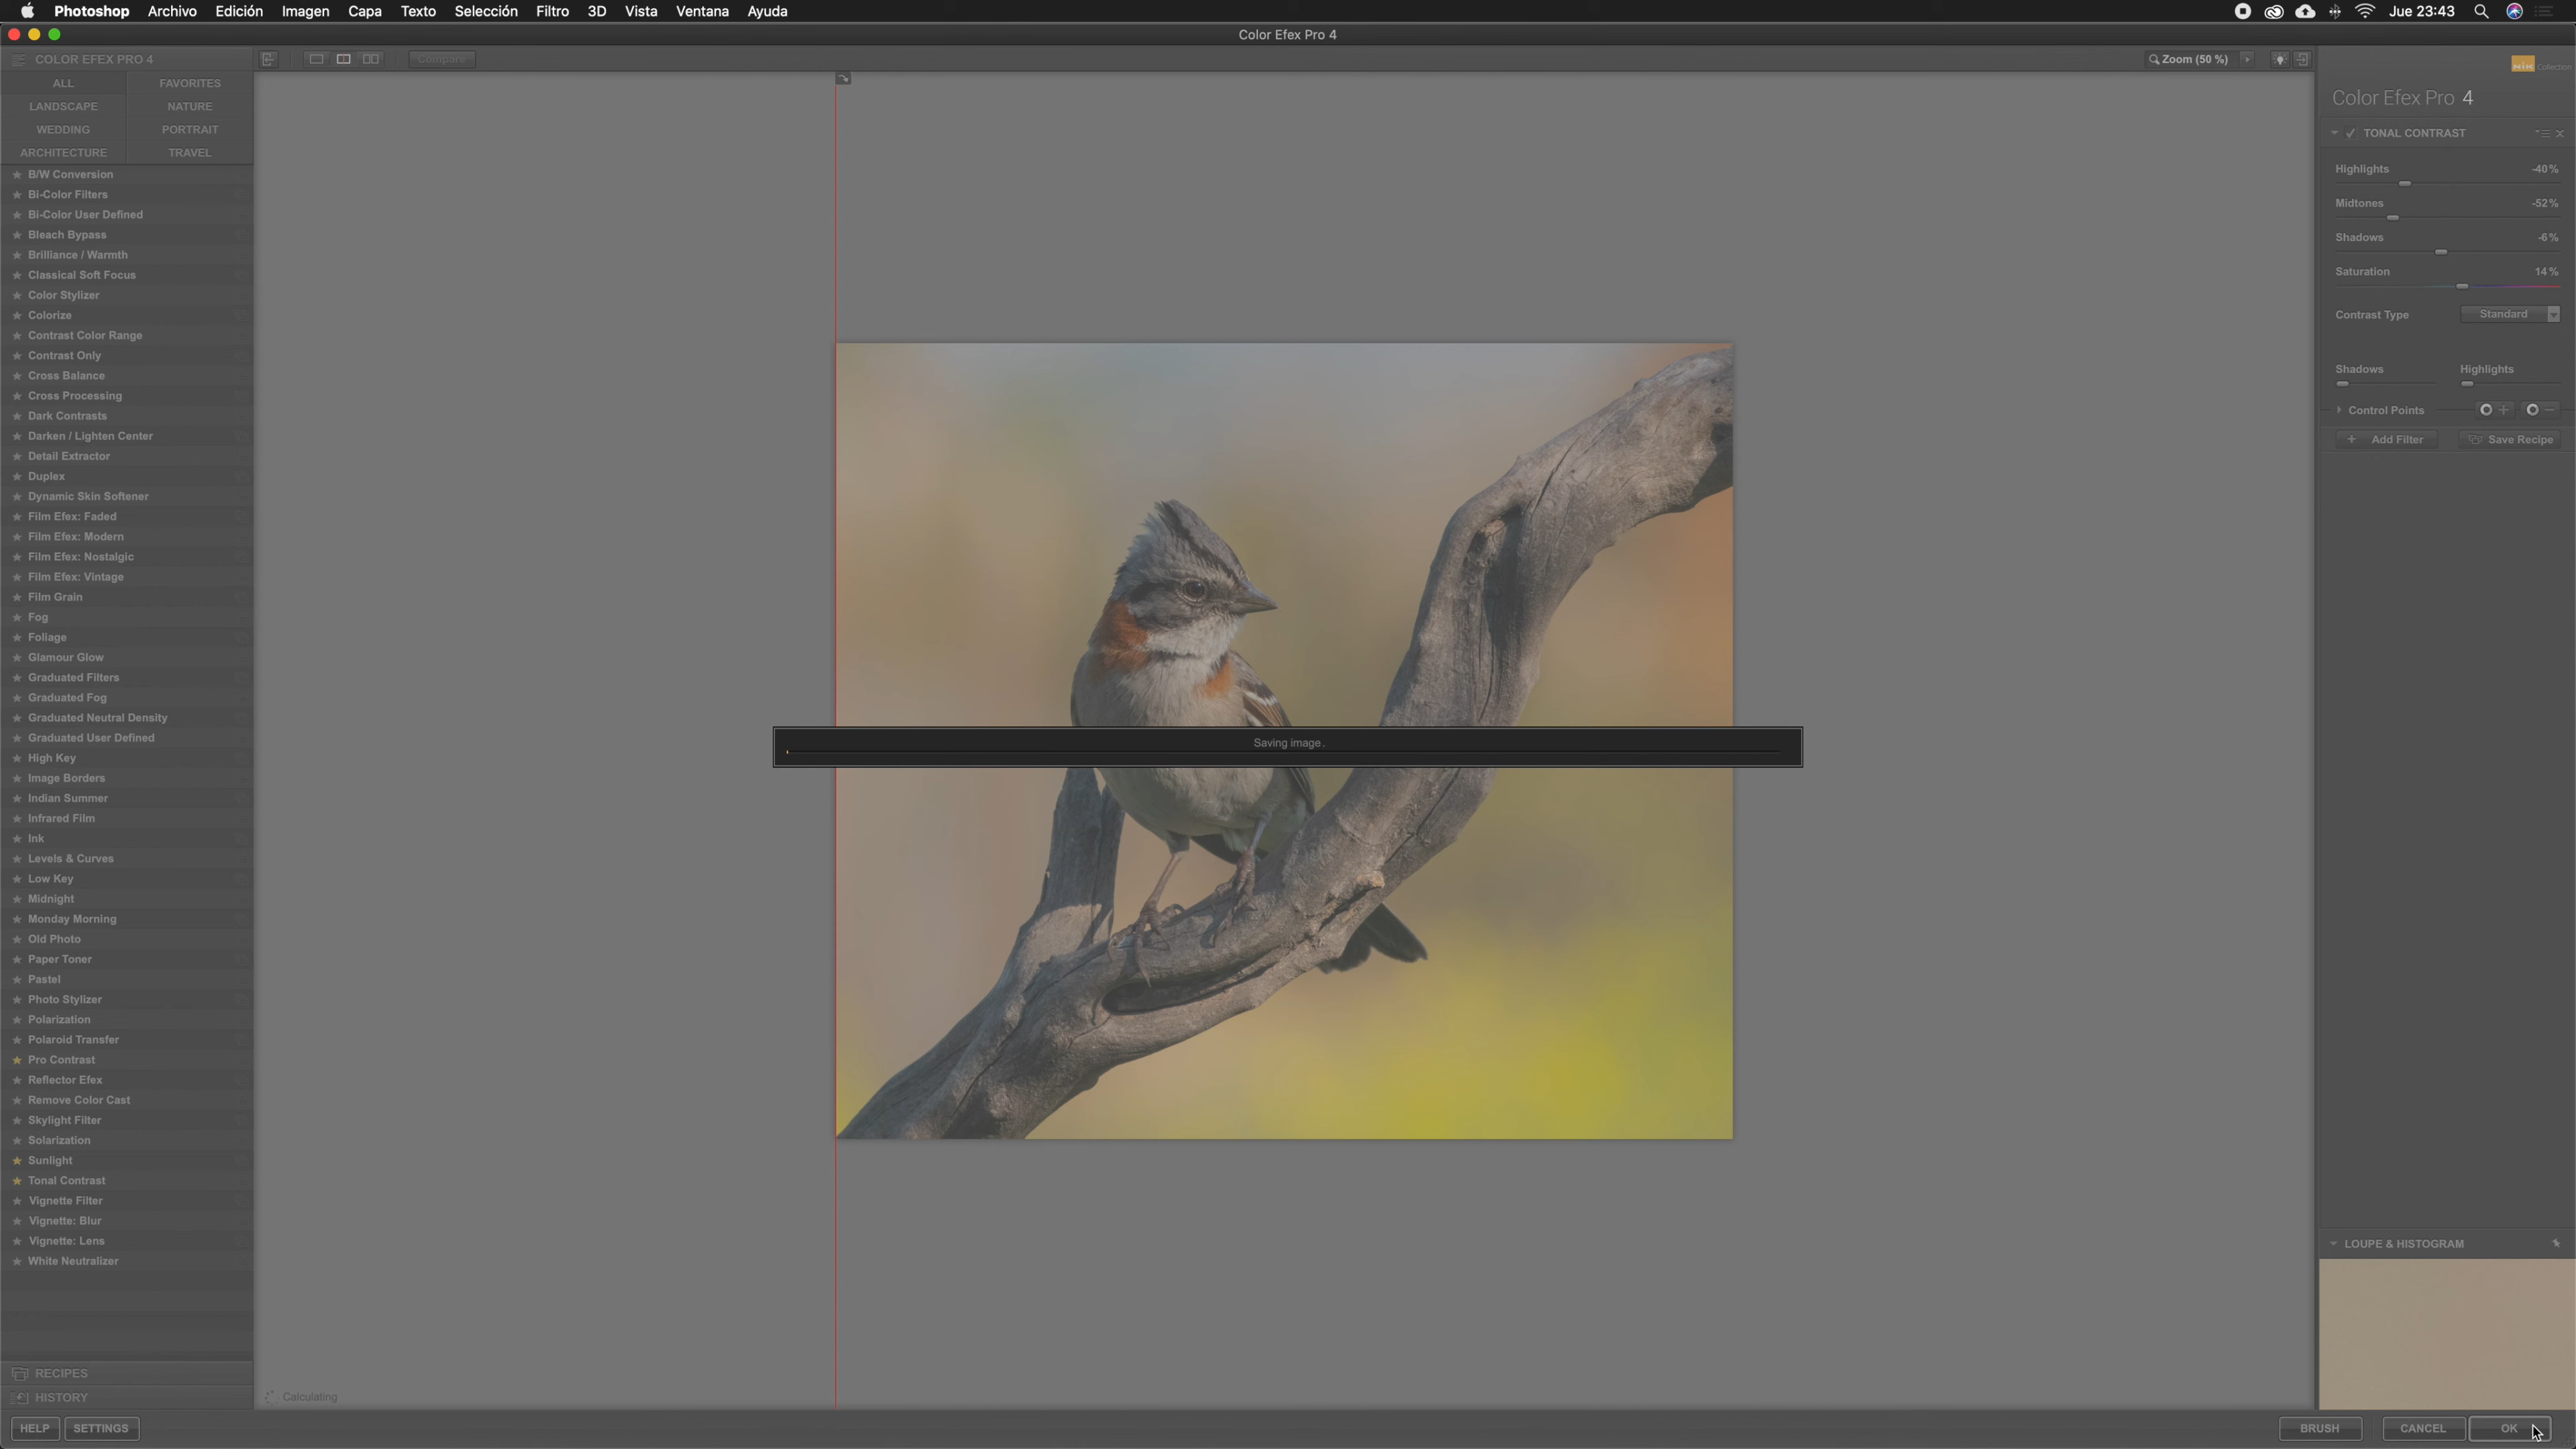 Photoshop Archivo Edición Imagen Capa Texto Selección Filtro 3D Vista Ventana Ayuda
Jue 23:43
Color Efex Pro 4
COLOR EFEX PRO 4
Compare
Zoom (50 %)
ALL FAVORITES
LANDSCAPE NATURE
WEDDING PORTRAIT
ARCHITECTURE TRAVEL
B/W Conversion
Bi-Color Filters
Bi-Color User Defined
Bleach Bypass
Brilliance / Warmth
Classical Soft Focus
Color Stylizer
Colorize
Contrast Color Range
Contrast Only
Cross Balance
Cross Processing
Dark Contrasts
Darken / Lighten Center
Detail Extractor
Duplex
Dynamic Skin Softener
Film Efex: Faded
Film Efex: Modern
Film Efex: Nostalgic
Film Efex: Vintage
Film Grain
Fog
Foliage
Glamour Glow
Graduated Filters
Graduated Fog
Graduated Neutral Density
Graduated User Defined
High Key
Image Borders
Indian Summer
Infrared Film
Ink
Levels & Curves
Low Key
Midnight
Monday Morning
Old Photo
Paper Toner
Pastel
Photo Stylizer
Polarization
Polaroid Transfer
Pro Contrast
Reflector Efex
Remove Color Cast
Skylight Filter
Solarization
Sunlight
Tonal Contrast
Vignette Filter
Vignette: Blur
Vignette: Lens
White Neutralizer
RECIPES
HISTORY
HELP SETTINGS
Calculating
Saving image.
Nik Collection
Color Efex Pro 4
TONAL CONTRAST
Highlights -40%
Midtones -52%
Shadows -6%
Saturation 14%
Contrast Type Standard
Shadows Highlights
Control Points
Add Filter Save Recipe
LOUPE & HISTOGRAM
BRUSH CANCEL OK